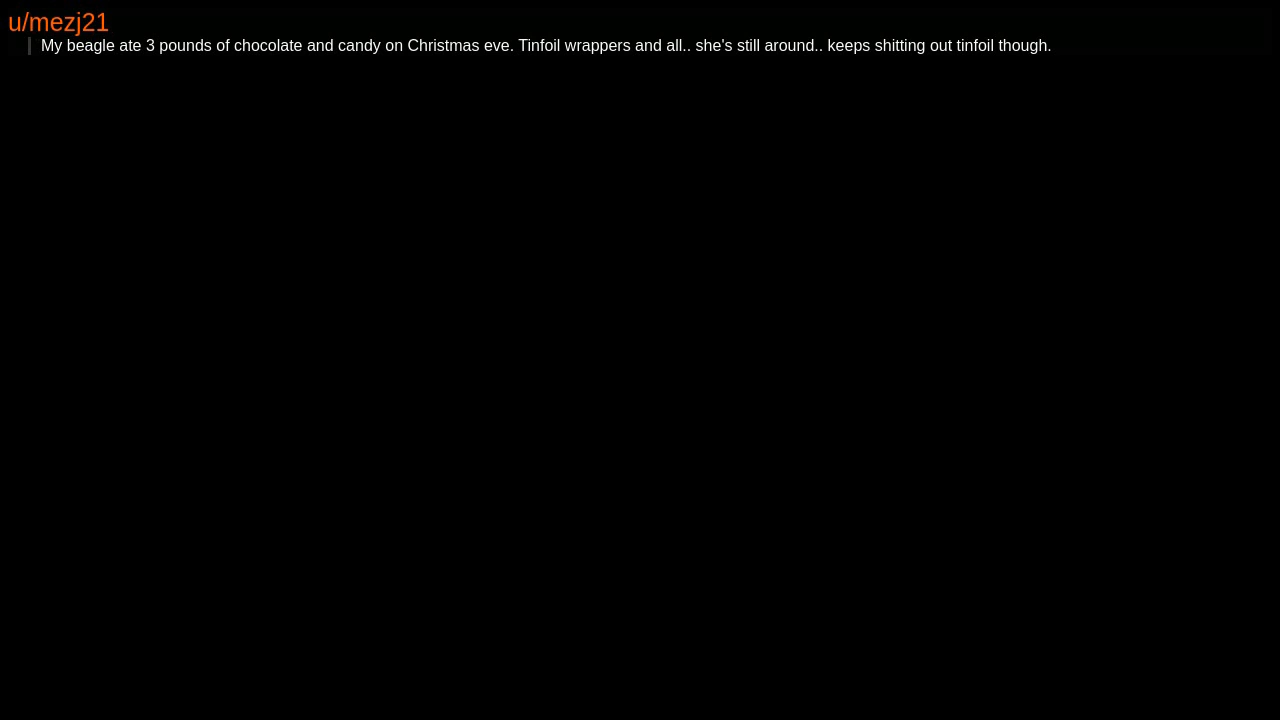 u/mezj21
My beagle ate 3 pounds of chocolate and candy on Christmas eve. Tinfoil wrappers and all.. she's still around.. keeps shitting out tinfoil though.